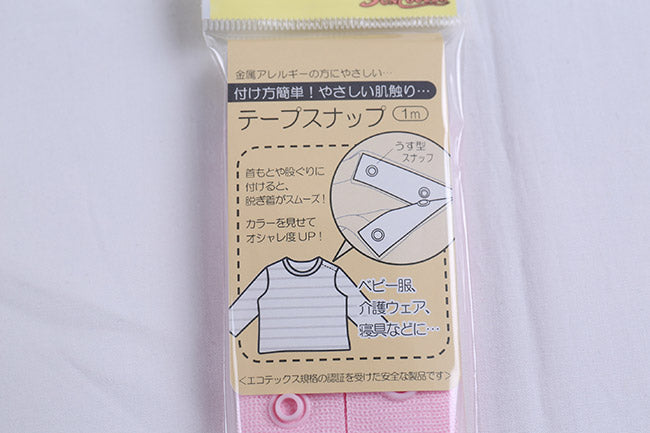 金属アレルギーの方にやさしい…
付け方簡単！やさしい肌触り…
テープスナップ 1m
うす型
スナップ
首もとや股ぐりに
付けると、
脱ぎ着がスムーズ！
カラーを見せて
オシャレ度UP！
ベビー服、
介護ウェア、
寝具などに…
＜エコテックス規格の認証を受けた安全な製品です＞